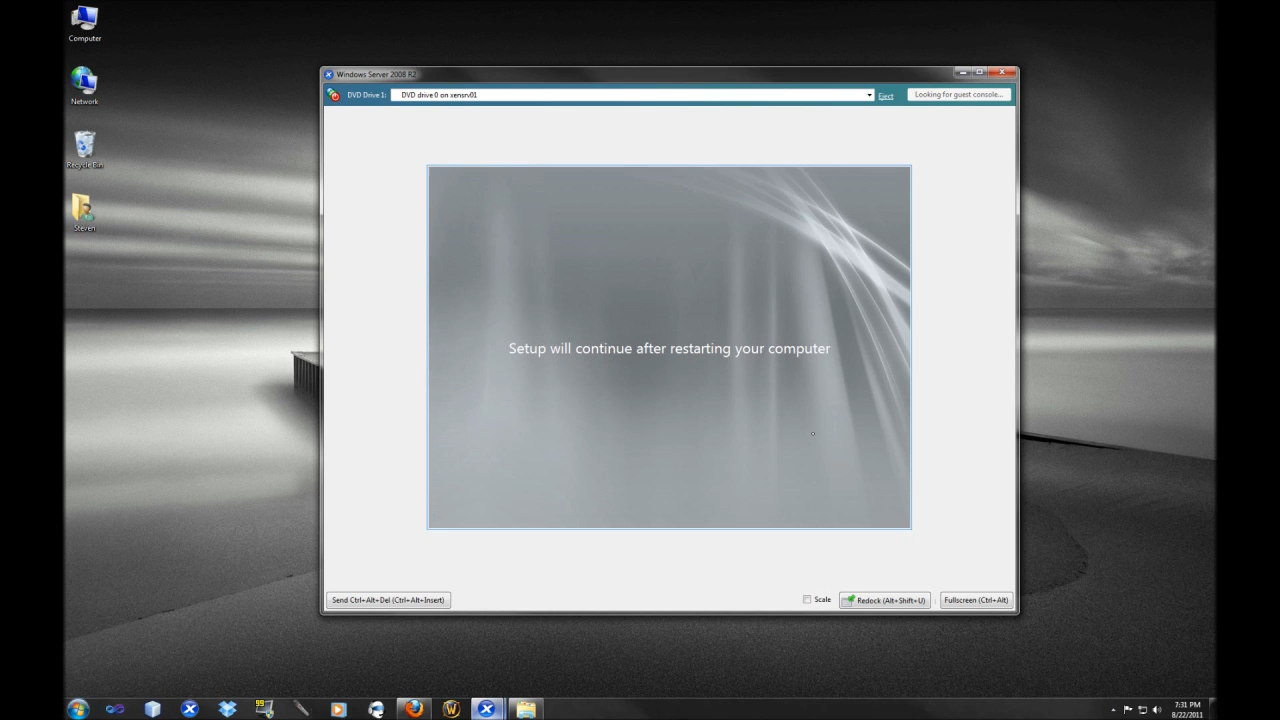 Computer
Network
Recycle Bin
Steven
Windows Server 2008 R2
DVD Drive 1:
DVD drive 0 on xensrv01
Eject
Looking for guest console...
Setup will continue after restarting your computer
Send Ctrl+Alt+Del (Ctrl+Alt+Insert)
Scale
Redock (Alt+Shift+U)
Fullscreen (Ctrl+Alt)
99
W
7:31 PM
8/22/2011